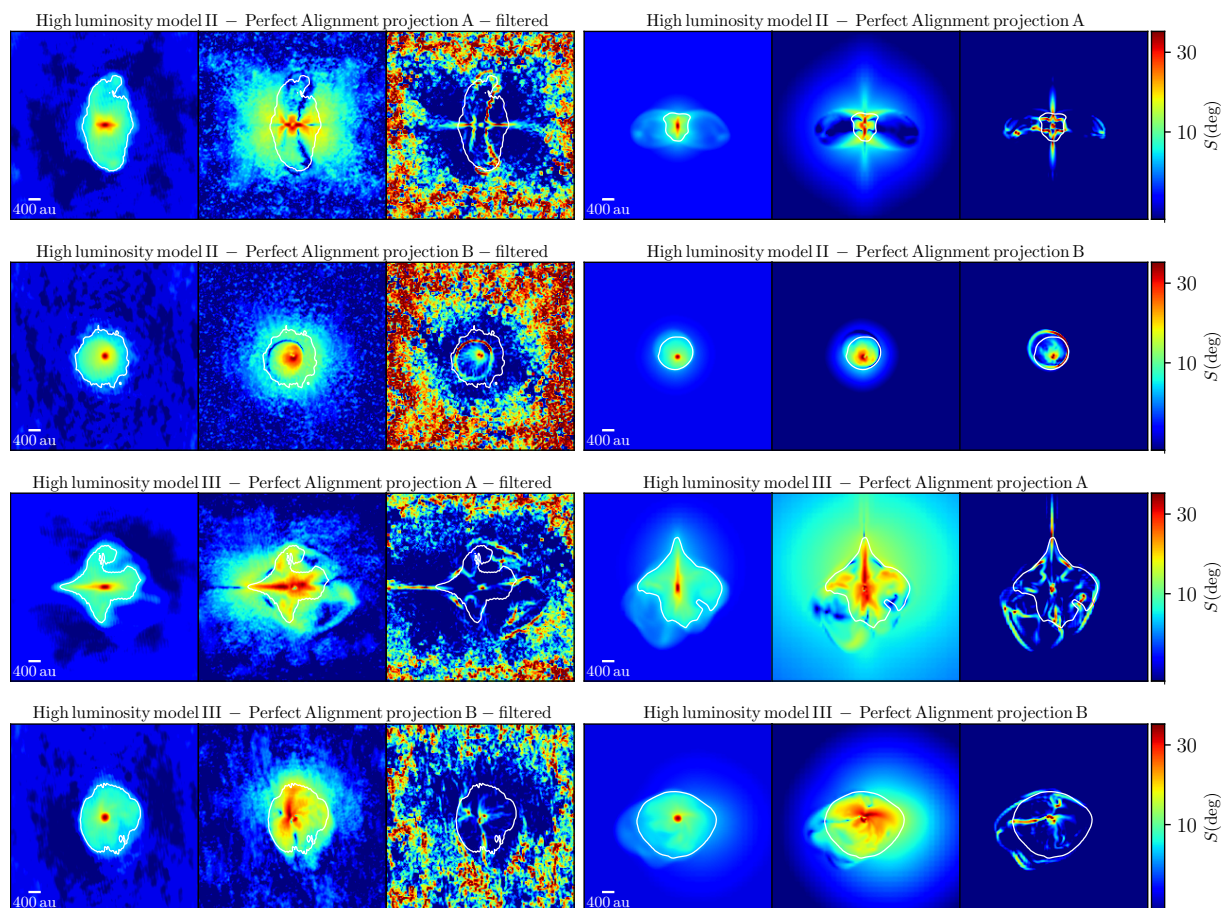 High luminosity model II − Perfect Alignment projection A − filtered
High luminosity model II − Perfect Alignment projection A
400 au
400 au
35
10
S (deg)
High luminosity model II − Perfect Alignment projection B − filtered
High luminosity model II − Perfect Alignment projection B
400 au
400 au
35
10
S (deg)
High luminosity model III − Perfect Alignment projection A − filtered
High luminosity model III − Perfect Alignment projection A
400 au
400 au
35
10
S (deg)
High luminosity model III − Perfect Alignment projection B − filtered
High luminosity model III − Perfect Alignment projection B
400 au
400 au
35
10
S (deg)